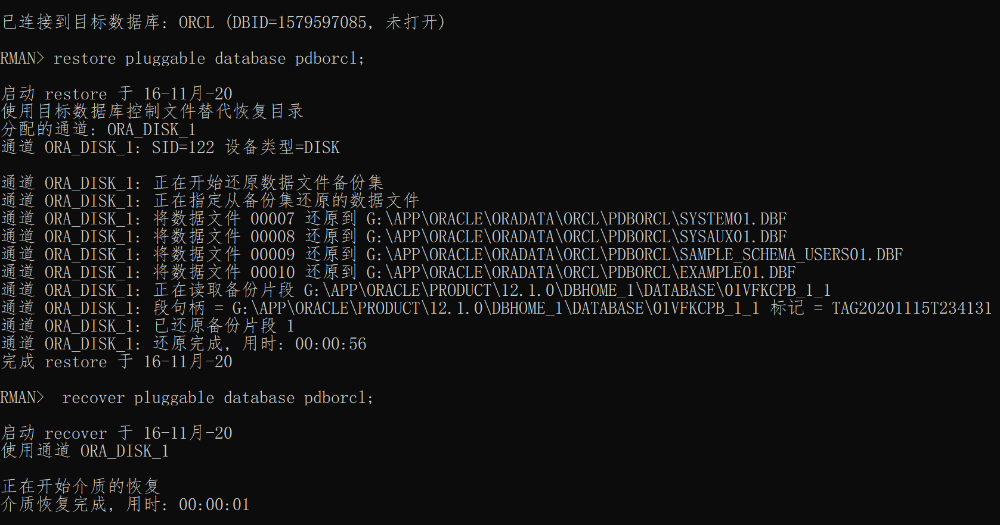 已连接到目标数据库: ORCL (DBID=1579597085, 未打开)
RMAN> restore pluggable database pdborcl;
启动 restore 于 16-11月-20
使用目标数据库控制文件替代恢复目录
分配的通道: ORA_DISK_1
通道 ORA_DISK_1: SID=122 设备类型=DISK
通道 ORA_DISK_1: 正在开始还原数据文件备份集
通道 ORA_DISK_1: 正在指定从备份集还原的数据文件
通道 ORA_DISK_1: 将数据文件 00007 还原到 G:\APP\ORACLE\ORADATA\ORCL\PDBORCL\SYSTEM01.DBF
通道 ORA_DISK_1: 将数据文件 00008 还原到 G:\APP\ORACLE\ORADATA\ORCL\PDBORCL\SYSAUX01.DBF
通道 ORA_DISK_1: 将数据文件 00009 还原到 G:\APP\ORACLE\ORADATA\ORCL\PDBORCL\SAMPLE_SCHEMA_USERS01.DBF
通道 ORA_DISK_1: 将数据文件 00010 还原到 G:\APP\ORACLE\ORADATA\ORCL\PDBORCL\EXAMPLE01.DBF
通道 ORA_DISK_1: 正在读取备份片段 G:\APP\ORACLE\PRODUCT\12.1.0\DBHOME_1\DATABASE\01VFKCPB_1_1
通道 ORA_DISK_1: 段句柄 = G:\APP\ORACLE\PRODUCT\12.1.0\DBHOME_1\DATABASE\01VFKCPB_1_1 标记 = TAG20201115T234131
通道 ORA_DISK_1: 已还原备份片段 1
通道 ORA_DISK_1: 还原完成, 用时: 00:00:56
完成 restore 于 16-11月-20
RMAN>  recover pluggable database pdborcl;
启动 recover 于 16-11月-20
使用通道 ORA_DISK_1
正在开始介质的恢复
介质恢复完成, 用时: 00:00:01